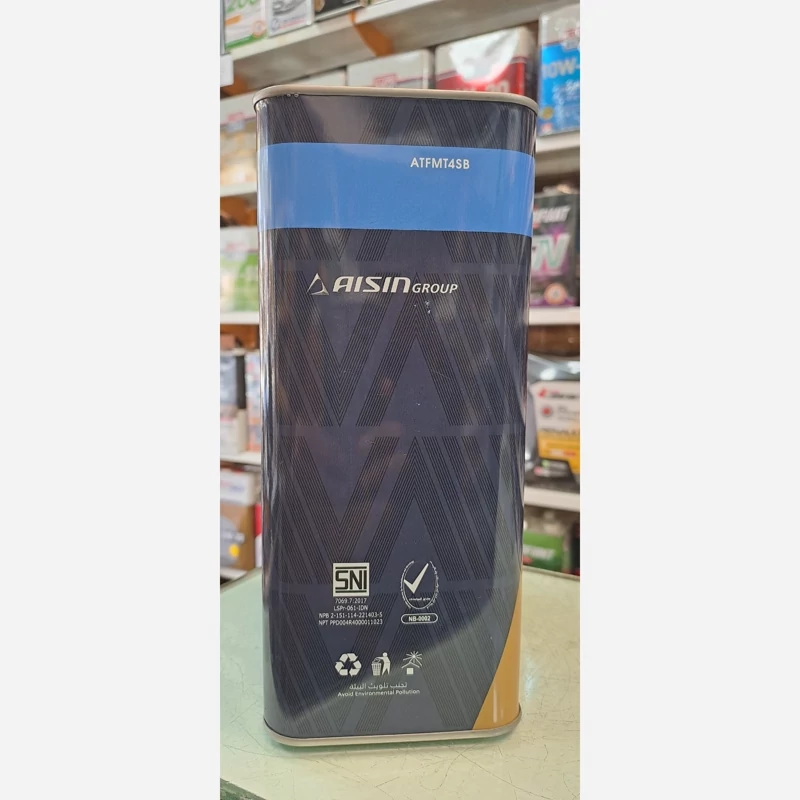 ATFMT4SB
AISIN GROUP
SNI
7069.7:2017
LSPr-061-IDN
NPB 2-151-114-221403-5
NPT PPD004R4000011023
NB-0002
تجنب تلويث البيئة
Avoid Environmental Pollution
10W-